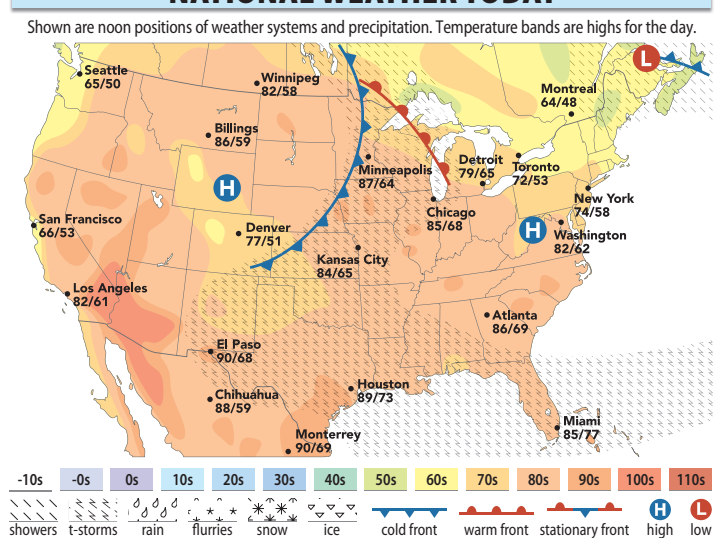 NATIONAL WEATHER TODAY
Shown are noon positions of weather systems and precipitation. Temperature bands are highs for the day.
L
Seattle
65/50
Winnipeg
82/58
Montreal
64/48
Billings
86/59
Minneapolis
87/64
Detroit
79/65
Toronto
72/53
H
New York
74/58
San Francisco
66/53
Denver
77/51
Chicago
85/68
H
Washington
82/62
Kansas City
84/65
Los Angeles
82/61
Atlanta
86/69
El Paso
90/68
Chihuahua
88/59
Houston
89/73
Monterrey
90/69
Miami
85/77
-10s -0s 0s 10s 20s 30s 40s 50s 60s 70s 80s 90s 100s 110s
H L
showers t-storms rain flurries snow ice cold front warm front stationary front high low